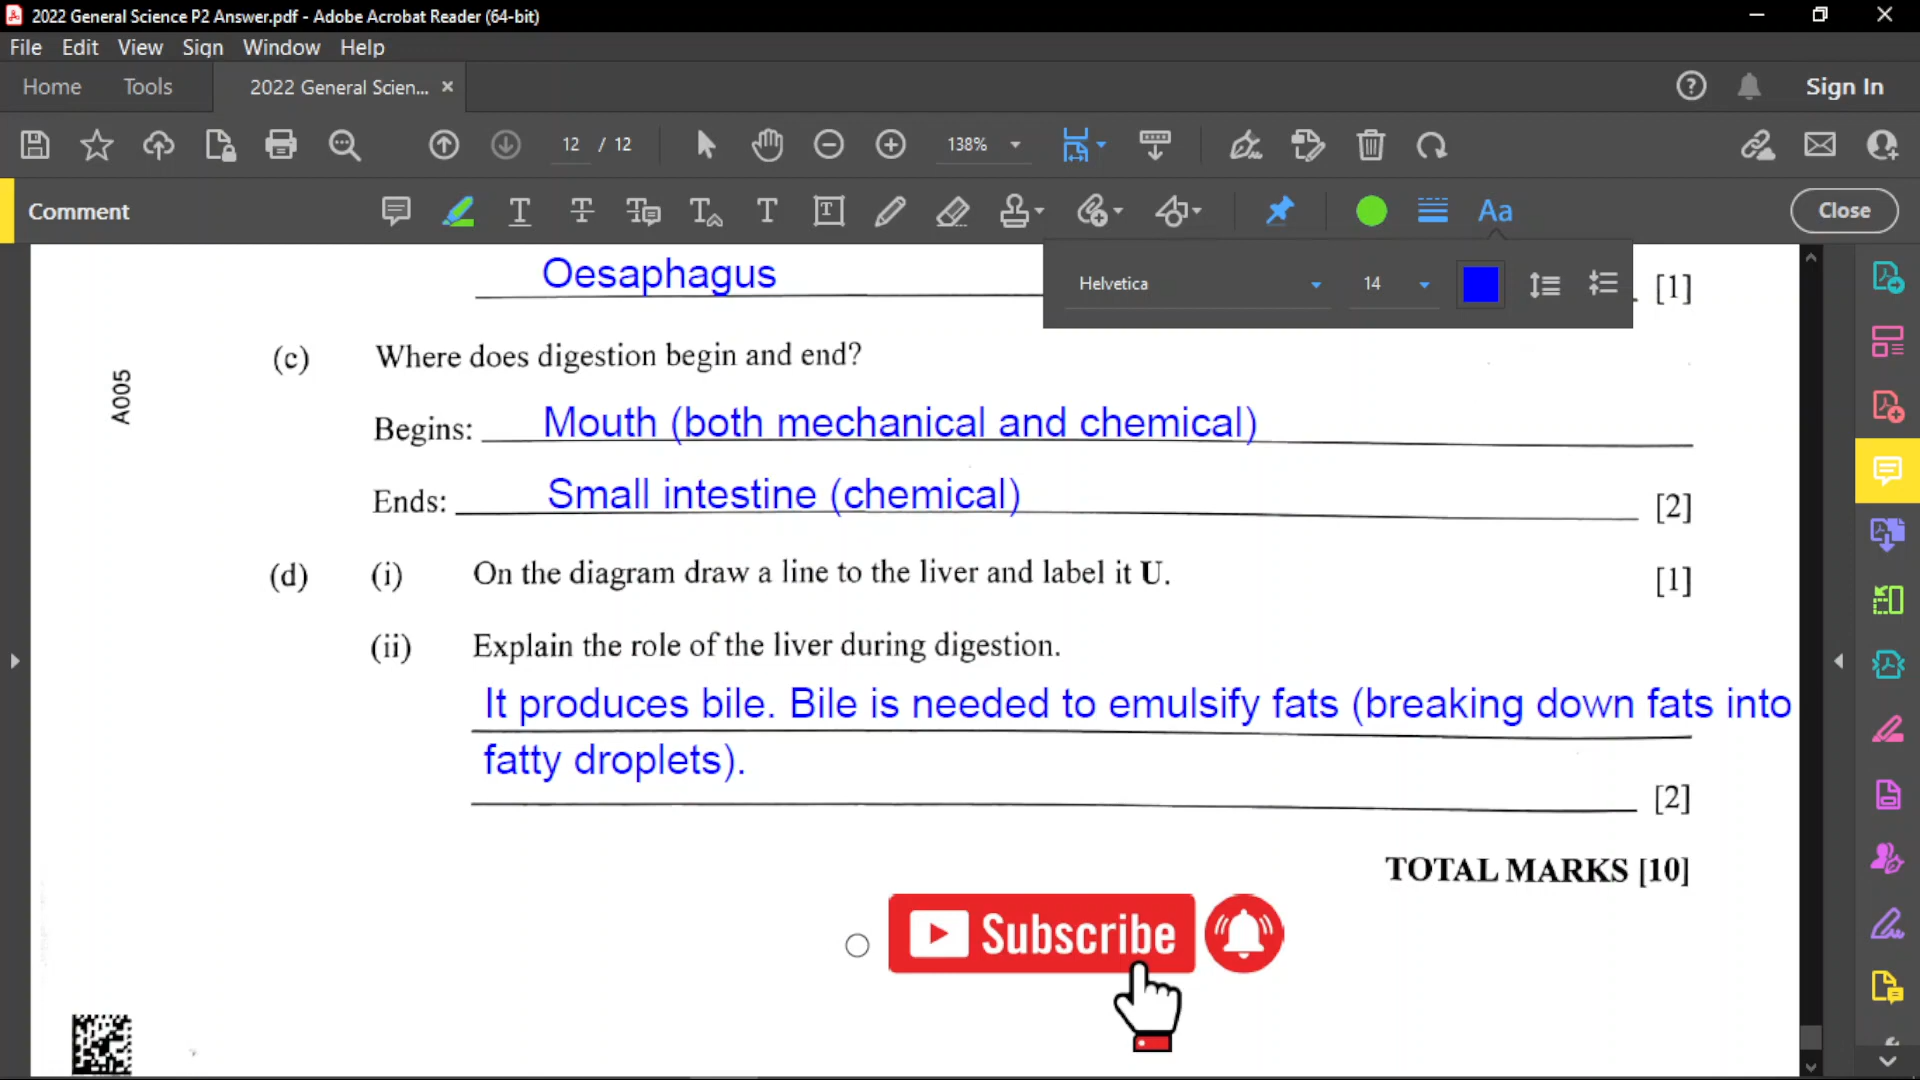 2022 General Science P2 Answer.pdf - Adobe Acrobat Reader (64-bit)
File Edit View Sign Window Help
Home Tools 2022 General Scien... × Sign In
12 / 12 138%
Comment Close
Helvetica 14
Oesaphagus [1]
(c) Where does digestion begin and end?
A005
Begins: Mouth (both mechanical and chemical)
Ends: Small intestine (chemical) [2]
(d) (i) On the diagram draw a line to the liver and label it U. [1]
(ii) Explain the role of the liver during digestion.
It produces bile. Bile is needed to emulsify fats (breaking down fats into
fatty droplets).
[2]
TOTAL MARKS [10]
Subscribe